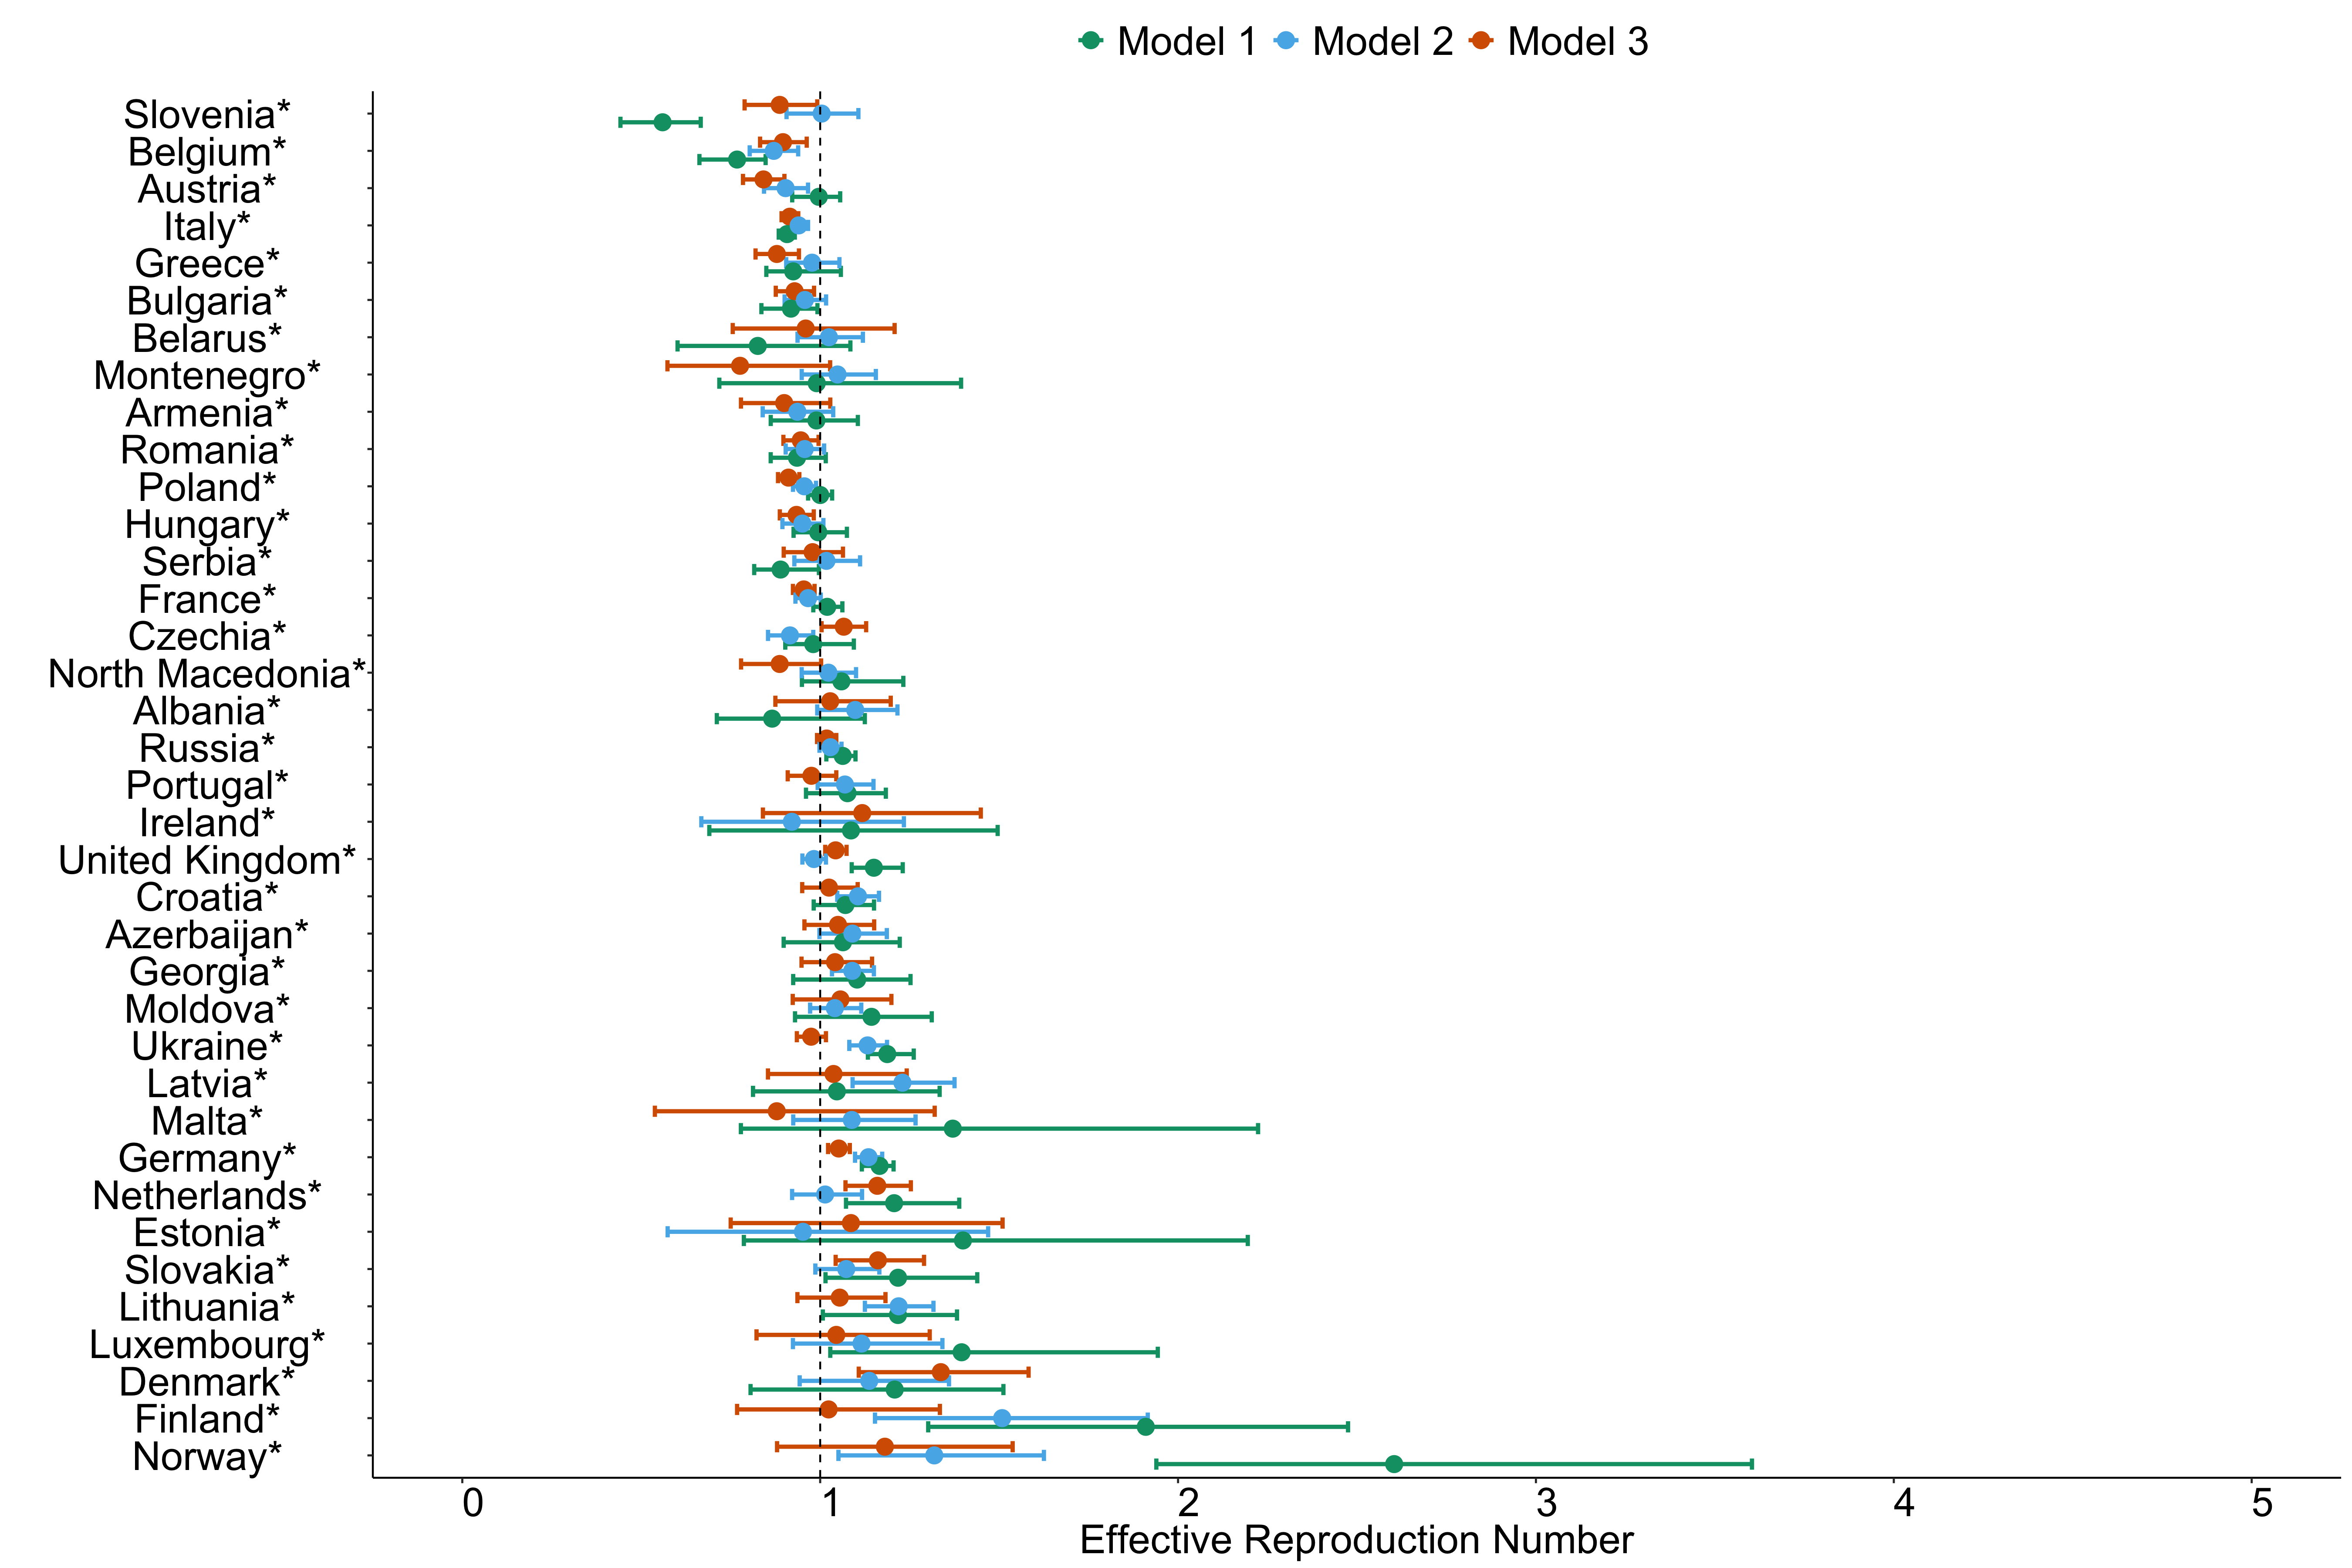 Model 1 Model 2 Model 3
Slovenia*
Belgium*
Austria*
Italy*
Greece*
Bulgaria*
Belarus*
Montenegro*
Armenia*
Romania*
Poland*
Hungary*
Serbia*
France*
Czechia*
North Macedonia*
Albania*
Russia*
Portugal*
Ireland*
United Kingdom*
Croatia*
Azerbaijan*
Georgia*
Moldova*
Ukraine*
Latvia*
Malta*
Germany*
Netherlands*
Estonia*
Slovakia*
Lithuania*
Luxembourg*
Denmark*
Finland*
Norway*
0 1 2 3 4 5
Effective Reproduction Number